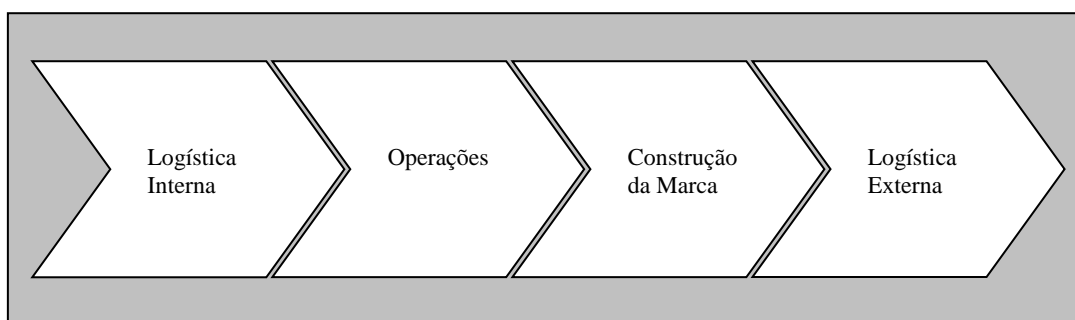 Logística
Interna
Operações
Construção
da Marca
Logística
Externa